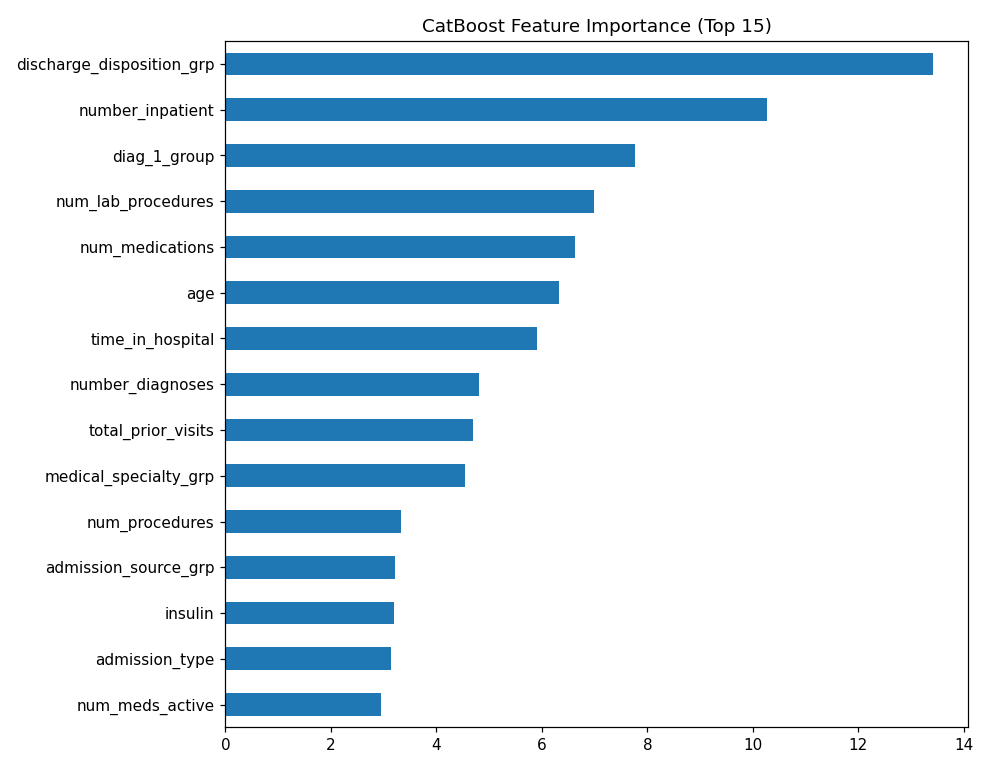 CatBoost Feature Importance (Top 15)
discharge_disposition_grp
number_inpatient
diag_1_group
num_lab_procedures
num_medications
age
time_in_hospital
number_diagnoses
total_prior_visits
medical_specialty_grp
num_procedures
admission_source_grp
insulin
admission_type
num_meds_active
0 2 4 6 8 10 12 14